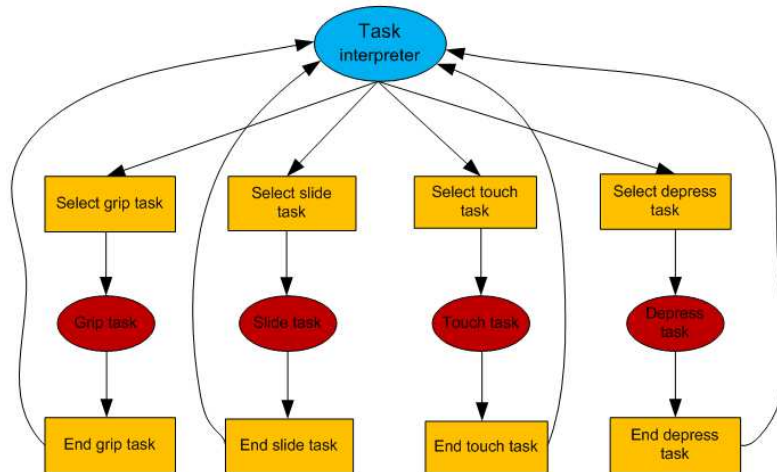 Task
interpreter
Select grip task
Select slide
task
Select touch
task
Select depress
task
Grip task
Slide task
Touch task
Depress
task
End grip task
End slide task
End touch task
End depress
task